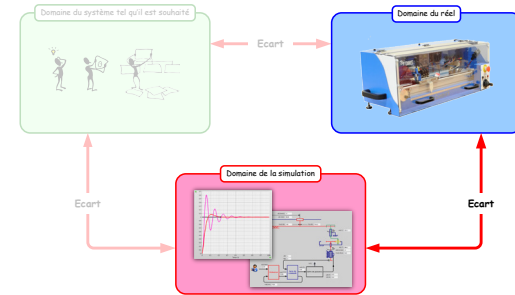 Domaine du système tel qu'il est souhaité
Domaine du réel
Ecart
Ecart
Ecart
Domaine de la simulation